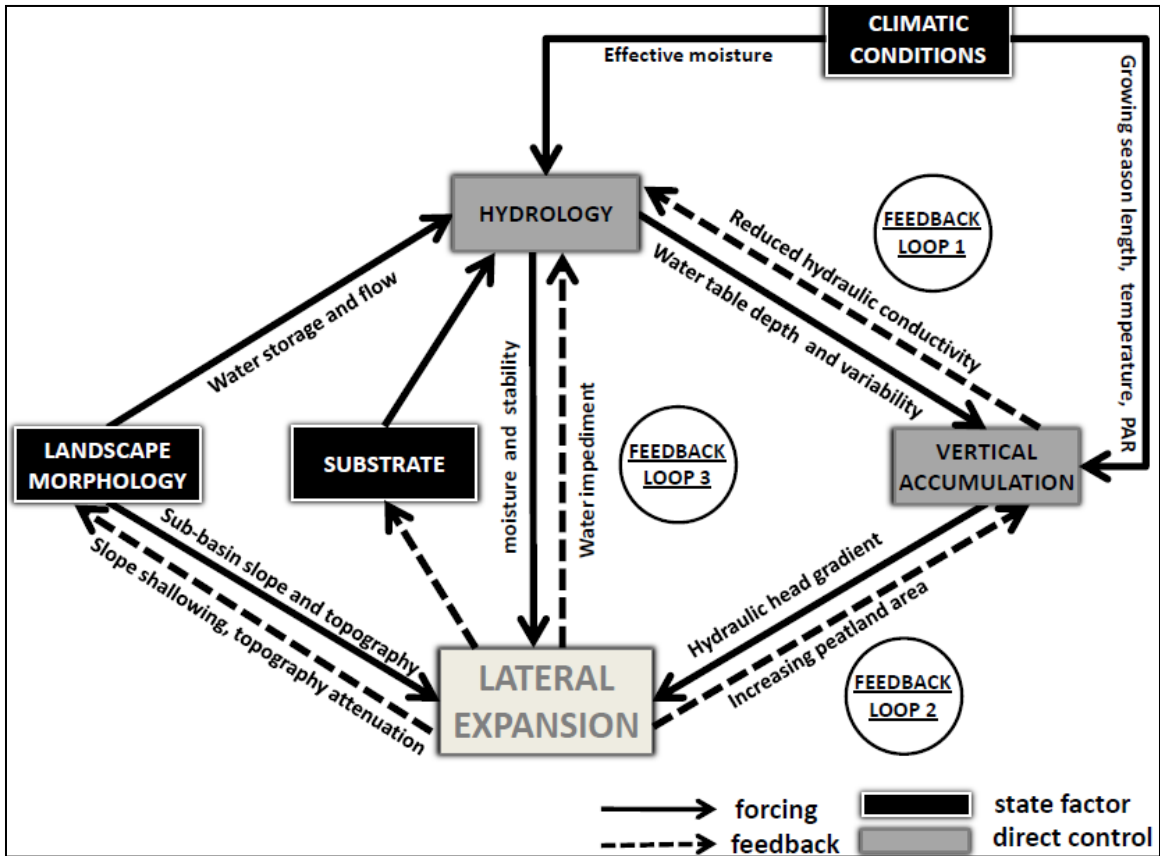 CLIMATIC
CONDITIONS
Effective moisture
Growing season length, temperature, PAR
HYDROLOGY
FEEDBACK
LOOP 1
Reduced hydraulic conductivity
Water table depth and variability
Water storage and flow
moisture and stability
Water impediment
LANDSCAPE
MORPHOLOGY
SUBSTRATE
FEEDBACK
LOOP 3
VERTICAL
ACCUMULATION
Sub-basin slope and topography
Slope shallowing, topography attenuation
Hydraulic head gradient
Increasing peatland area
LATERAL
EXPANSION
FEEDBACK
LOOP 2
forcing
state factor
feedback
direct control